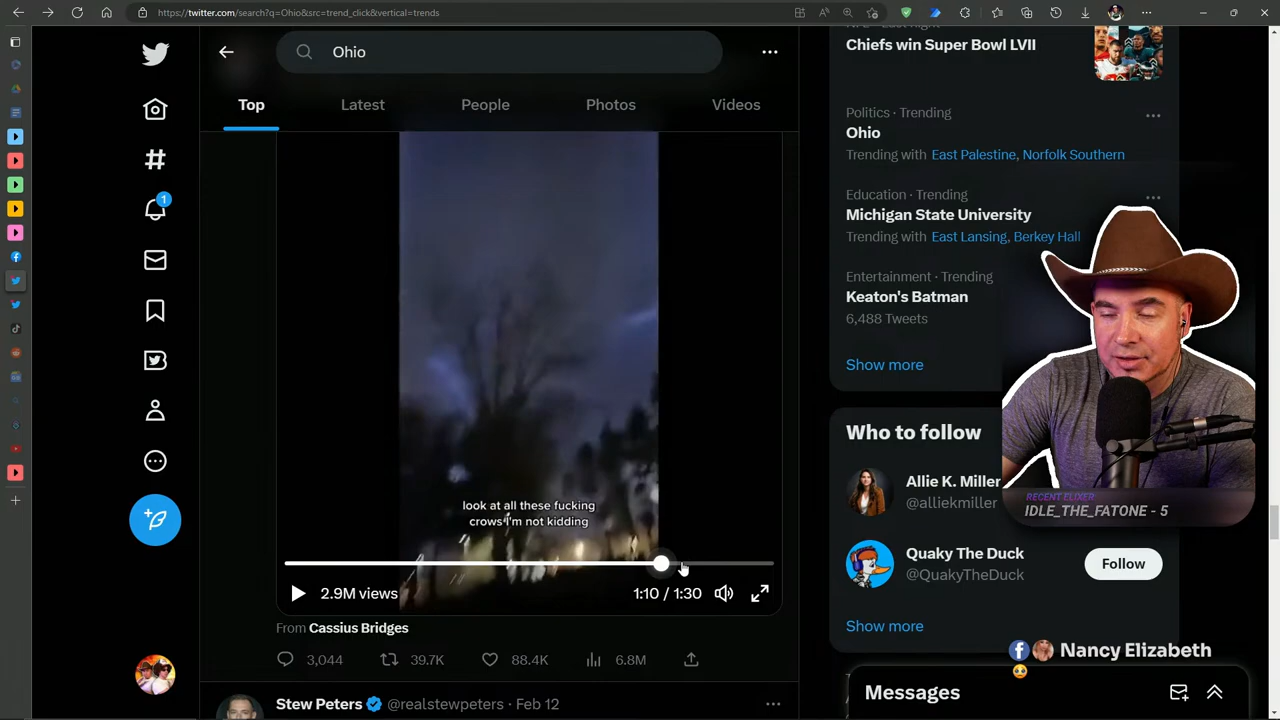 https://twitter.com/search?q=Ohio&src=trend_click&vertical=trends
Ohio
Top
Latest
People
Photos
Videos
look at all these fucking
crows I'm not kidding
2.9M views
1:10 / 1:30
From Cassius Bridges
3,044
39.7K
88.4K
6.8M
Stew Peters @realstewpeters · Feb 12
1
Chiefs win Super Bowl LVII
Politics · Trending
Ohio
Trending with East Palestine, Norfolk Southern
Education · Trending
Michigan State University
Trending with East Lansing, Berkey Hall
Entertainment · Trending
Keaton's Batman
6,488 Tweets
Show more
Who to follow
Allie K. Miller
@alliekmiller
Quaky The Duck
@QuakyTheDuck
Follow
Show more
RECENT ELIXER:
IDLE_THE_FATONE - 5
Nancy Elizabeth
Messages